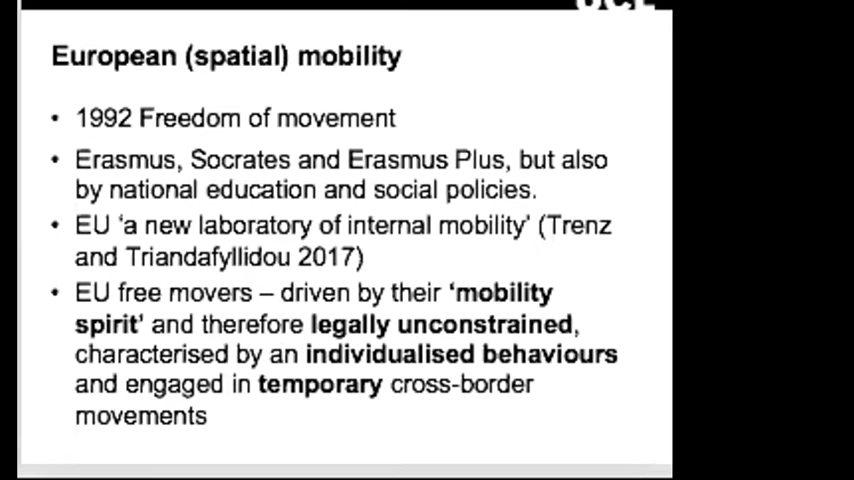 European (spatial) mobility
• 1992 Freedom of movement
• Erasmus, Socrates and Erasmus Plus, but also
by national education and social policies.
• EU ‘a new laboratory of internal mobility’ (Trenz
and Triandafyllidou 2017)
• EU free movers – driven by their ‘mobility
spirit’ and therefore legally unconstrained,
characterised by an individualised behaviours
and engaged in temporary cross-border
movements